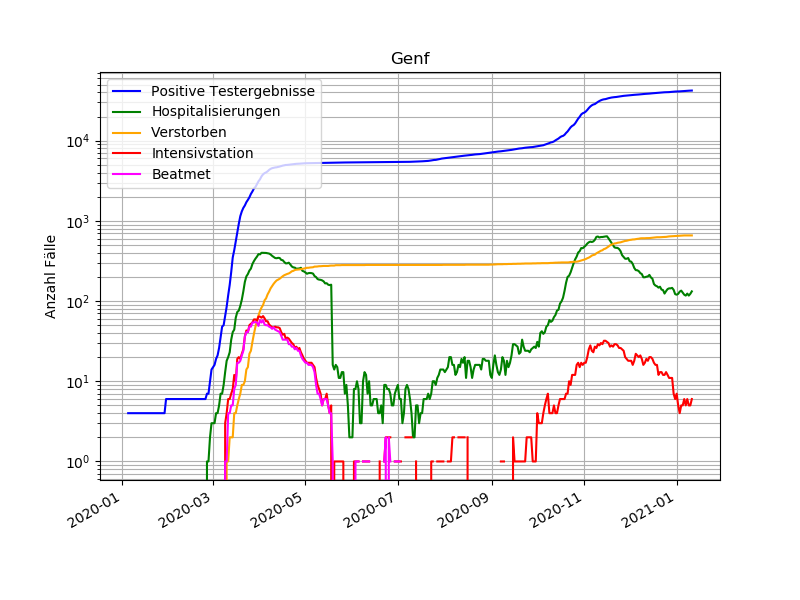 Genf
Positive Testergebnisse
Hospitalisierungen
Verstorben
Intensivstation
Beatmet
Anzahl Fälle
10^4
10^3
10^2
10^1
10^0
2020-01
2020-03
2020-05
2020-07
2020-09
2020-11
2021-01